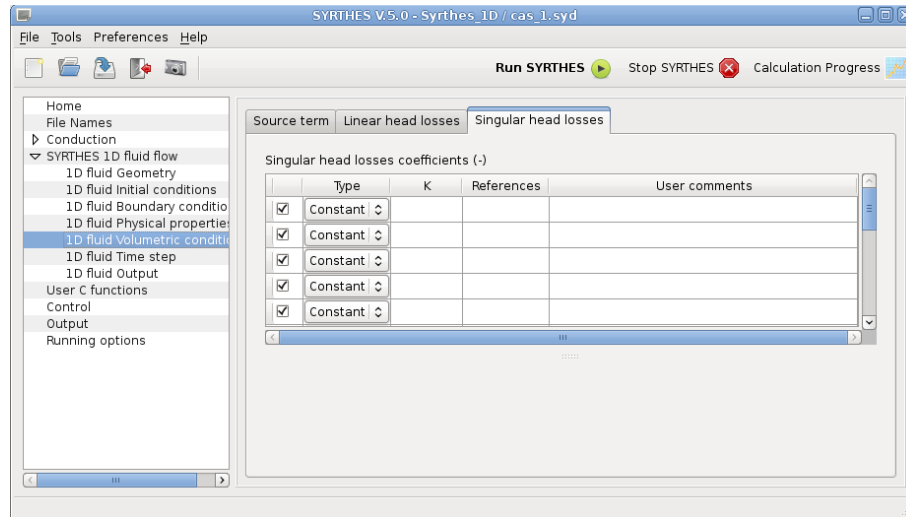 SYRTHES V.5.0 - Syrthes_1D / cas_1.syd
File Tools Preferences Help
Run SYRTHES Stop SYRTHES Calculation Progress
Home
File Names
Conduction
SYRTHES 1D fluid flow
1D fluid Geometry
1D fluid Initial conditions
1D fluid Boundary conditio
1D fluid Physical properties
1D fluid Volumetric conditi
1D fluid Time step
1D fluid Output
User C functions
Control
Output
Running options
Source term Linear head losses Singular head losses
Singular head losses coefficients (-)
Type K References User comments
Constant
Constant
Constant
Constant
Constant